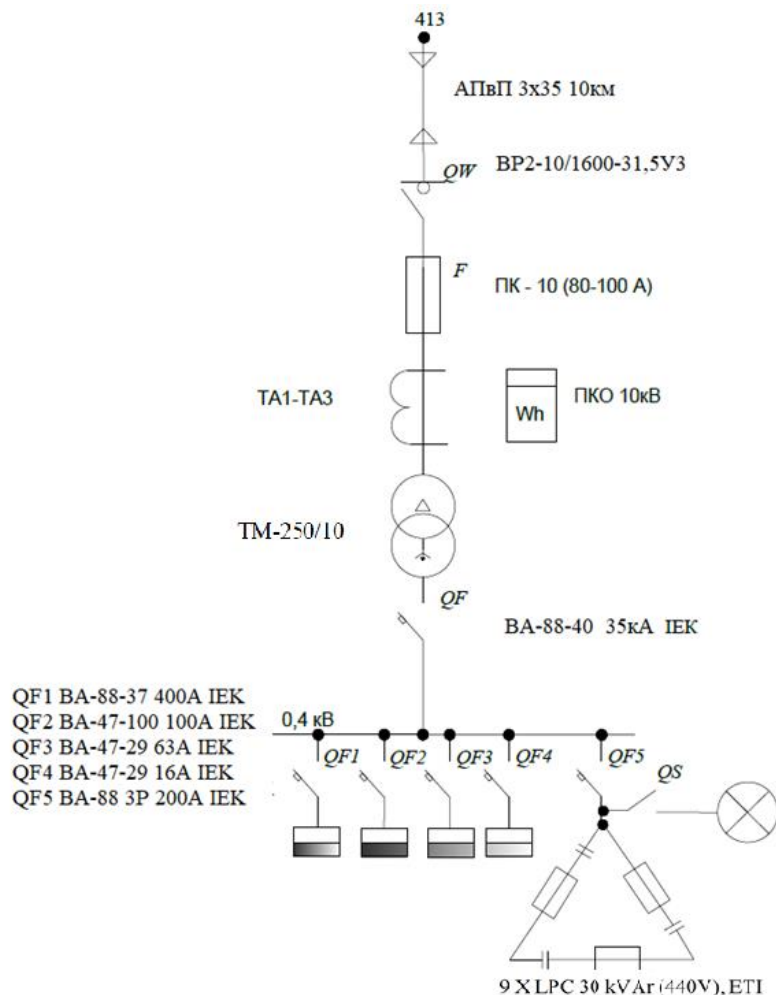 413
АПвП 3х35 10км
ВР2-10/1600-31,5У3
QW
F
ПК - 10 (80-100 А)
ТА1-ТА3
Wh
ПКО 10кВ
ТМ-250/10
QF
ВА-88-40 35кА IEK
QF1 ВА-88-37 400А IEK
QF2 ВА-47-100 100А IEK
QF3 ВА-47-29 63А IEK
QF4 ВА-47-29 16А IEK
QF5 ВА-88 3Р 200А IEK
0,4 кВ
QF1 QF2 QF3 QF4 QF5
QS
9 X LPC 30 kVAr (440V), ETI